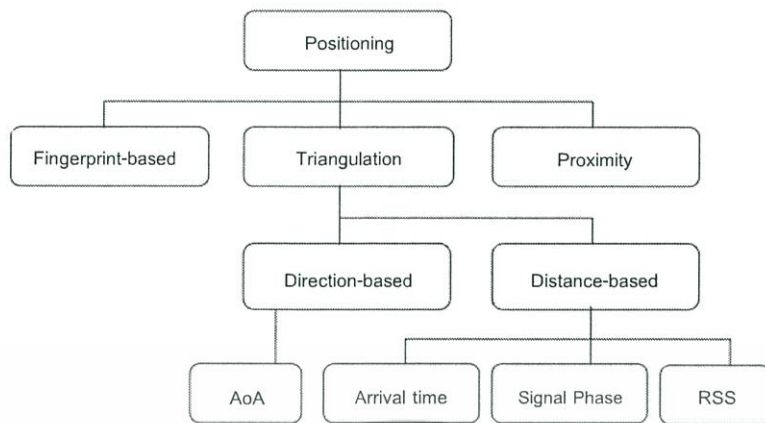 Positioning
Fingerprint-based
Triangulation
Proximity
Direction-based
Distance-based
AoA
Arrival time
Signal Phase
RSS